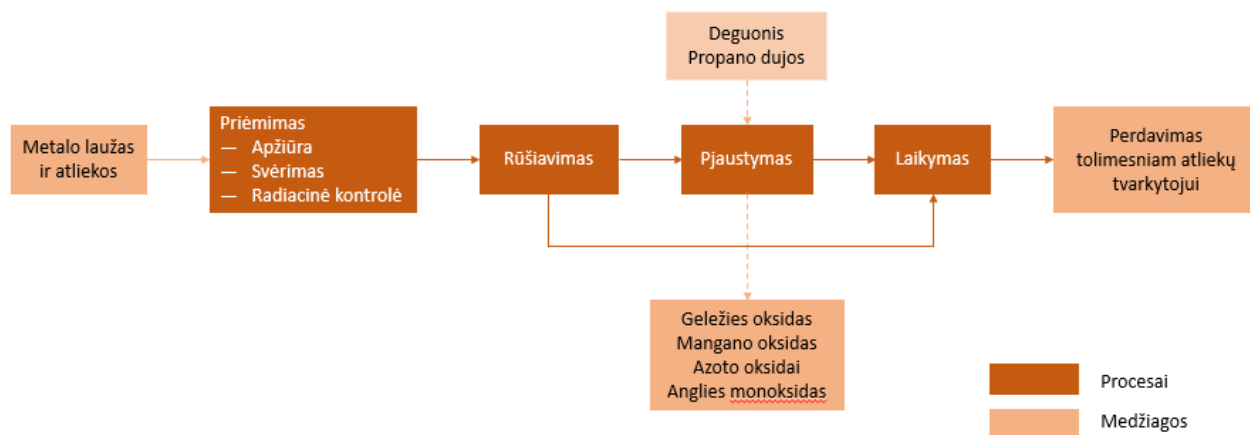 Deguonis
Propano dujos
Metalo laužas
ir atliekos
Priėmimas
— Apžiūra
— Svėrimas
— Radiacinė kontrolė
Rūšiavimas
Pjaustymas
Laikymas
Perdavimas
tolimesniam atliekų
tvarkytojui
Geležies oksidas
Mangano oksidas
Azoto oksidai
Anglies monoksidas
Procesai
Medžiagos